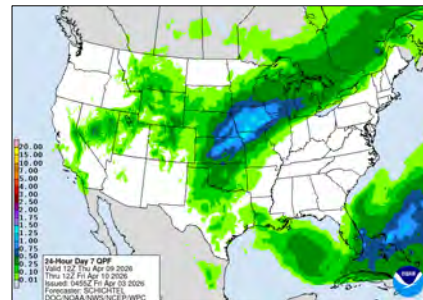 20.00
15.00
10.00
7.00
5.00
4.00
3.00
2.50
2.00
1.75
1.50
1.25
1.00
0.75
0.50
0.25
0.10
0.01
24-Hour Day 7 QPF
Valid 12Z Thu Apr 09 2026
Thru 12Z Fri Apr 10 2026
Issued: 0455Z Fri Apr 03 2026
Forecaster: SCHICHTEL
DOC/NOAA/NWS/NCEP/WPC
noaa